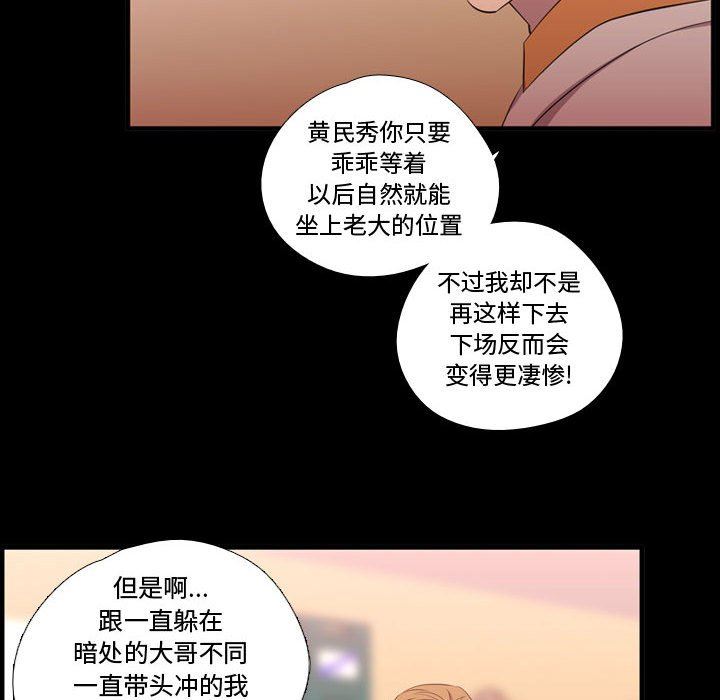 黄民秀你只要
乖乖等着
以后自然就能
坐上老大的位置
不过我却不是
再这样下去
下场反而会
变得更凄惨!
但是啊...
跟一直躲在
暗处的大哥不同
一直带头冲的我